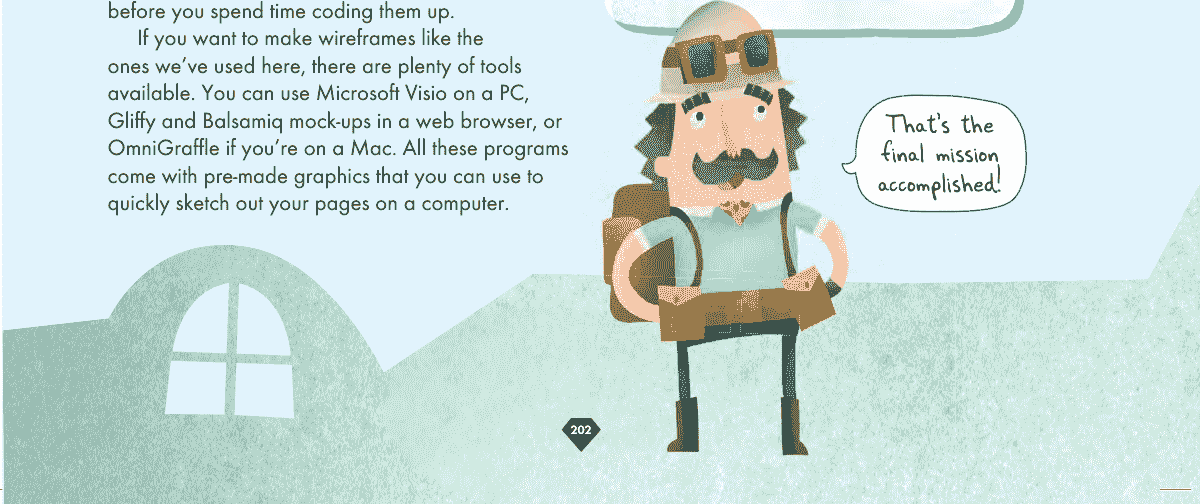 before you spend time coding them up.
If you want to make wireframes like the
ones we've used here, there are plenty of tools
available. You can use Microsoft Visio on a PC,
Gliffy and Balsamiq mock-ups in a web browser, or
OmniGraffle if you're on a Mac. All these programs
come with pre-made graphics that you can use to
quickly sketch out your pages on a computer.
That's the
final mission
accomplished!
202